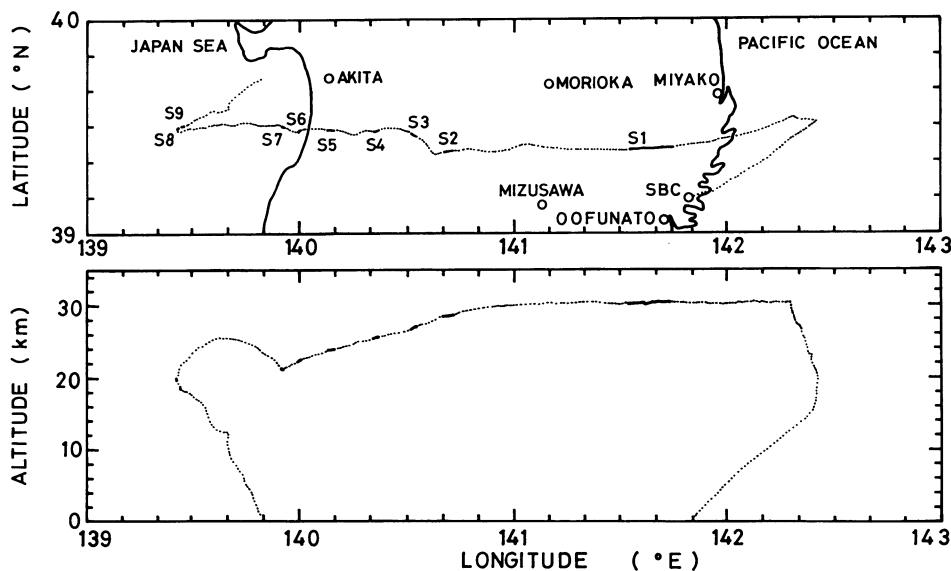 40
JAPAN SEA
PACIFIC OCEAN
AKITA
MORIOKA
MIYAKO
S9
S8
S7
S6
S5
S4
S3
S2
S1
MIZUSAWA
SBC
OOFUNATO
LATITUDE (°N)
39
139
140
141
142
143
30
20
10
0
ALTITUDE (km)
139
140
141
142
143
LONGITUDE (°E)